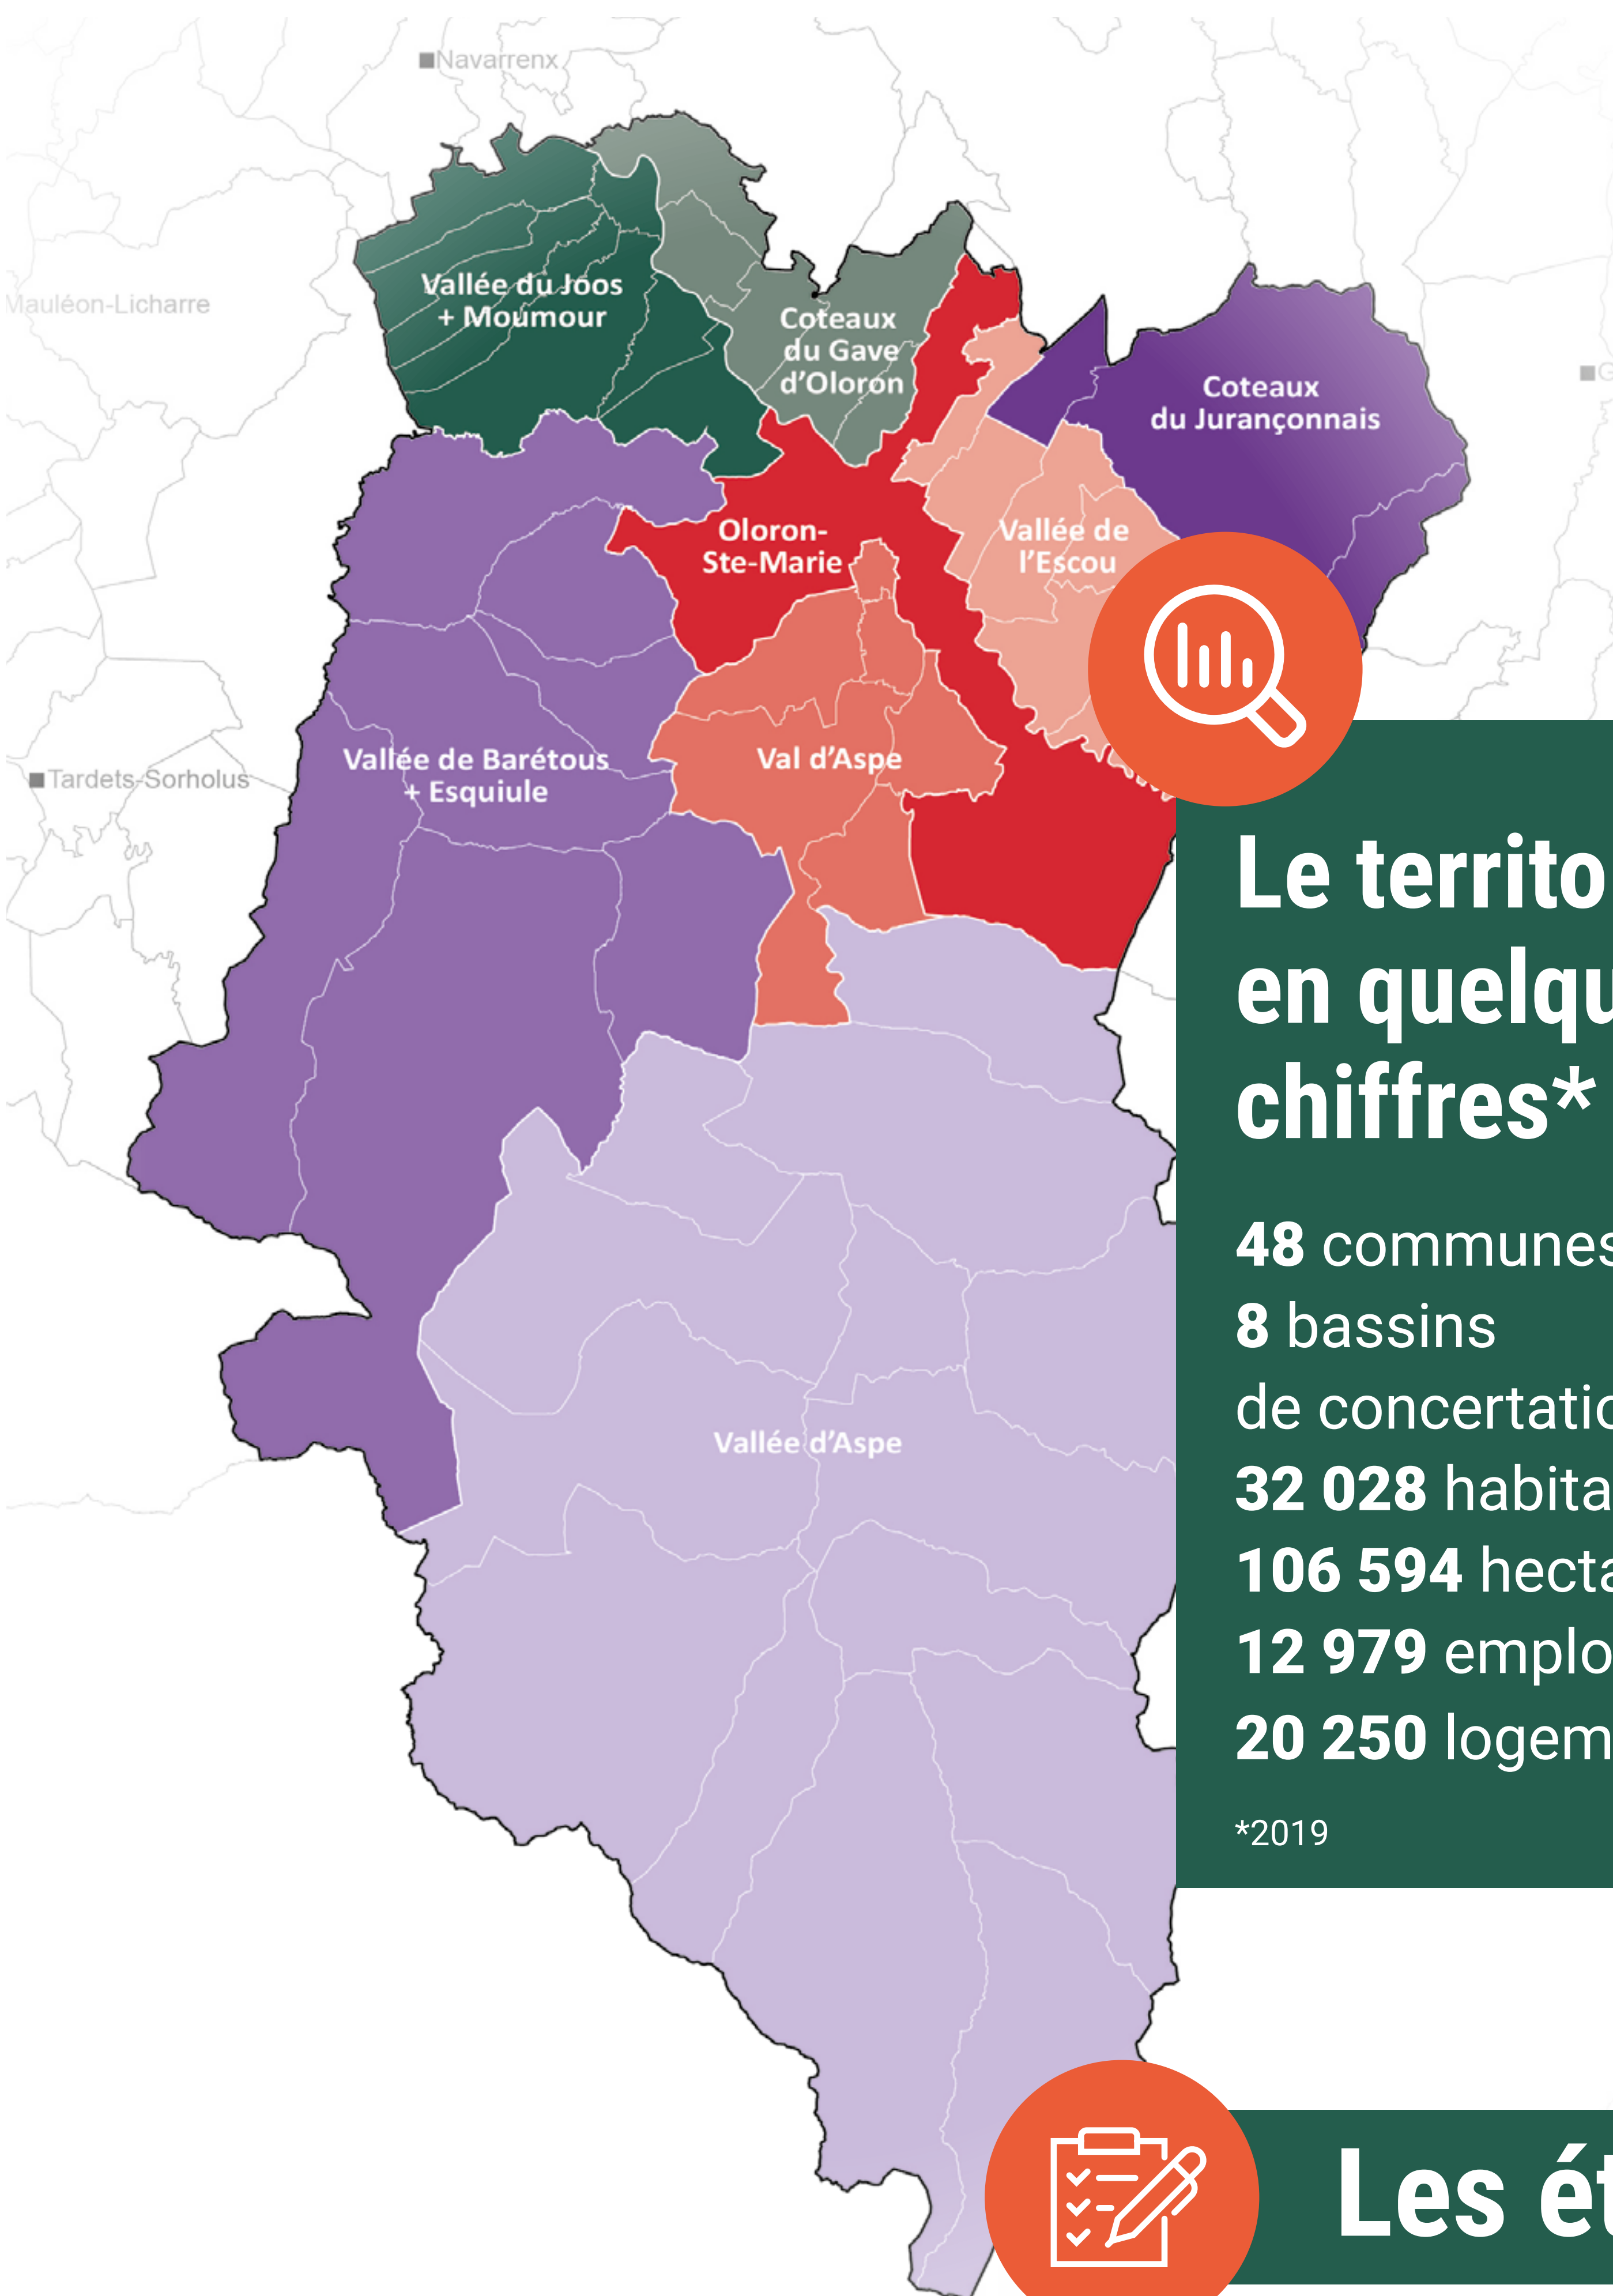 Navarrenx
Mauléon-Licharre
Vallée du Joos
+ Moumour
Coteaux
du Gave
d'Oloron
Coteaux
du Jurançonnais
G
Oloron-
Ste-Marie
Vallée de
l'Escou
Tardets-Sorholus
Vallée de Barétous
+ Esquiule
Val d'Aspe
Vallée d'Aspe
Le territo
en quelqu
chiffres*
48 communes
8 bassins
de concertatio
32 028 habita
106 594 hecta
12 979 emplo
20 250 logem
*2019
Les ét